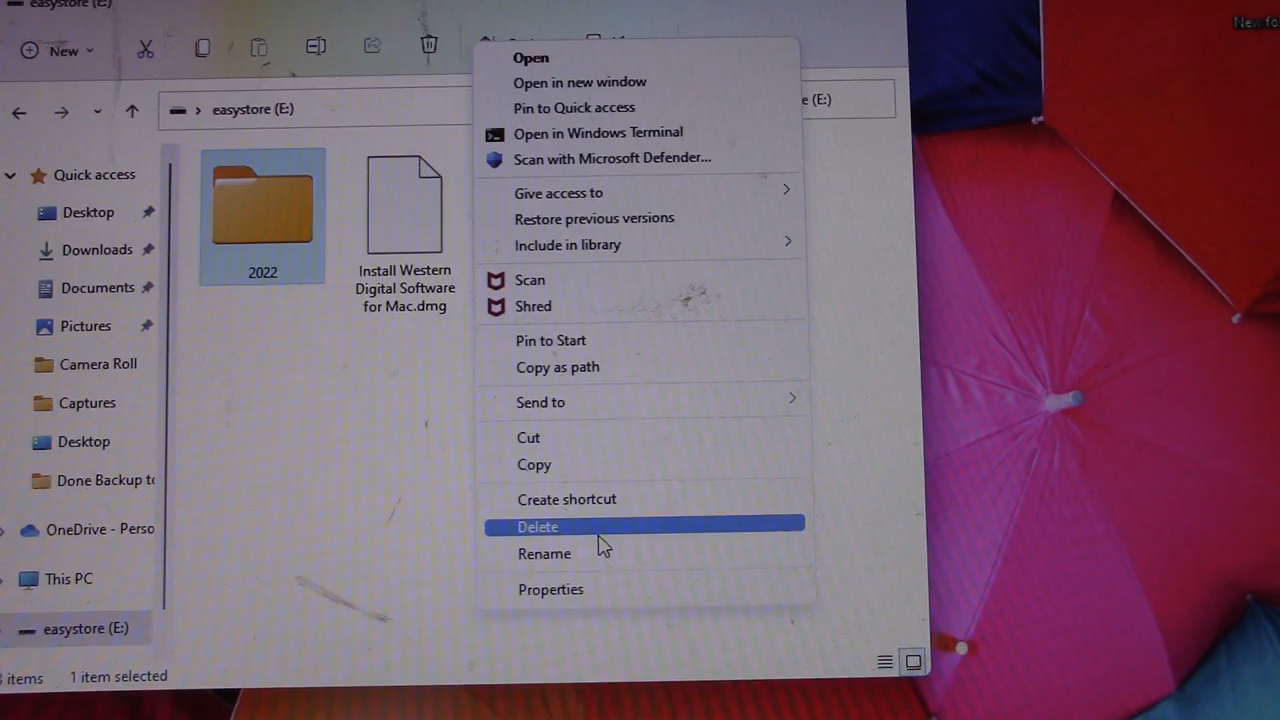 easystore (E:)
New fo
New
easystore (E:)
e (E:)
Quick access
Desktop
Downloads
Documents
Pictures
Camera Roll
Captures
Desktop
Done Backup to
OneDrive - Perso
This PC
easystore (E:)
items
1 item selected
2022
Install Western
Digital Software
for Mac.dmg
Open
Open in new window
Pin to Quick access
Open in Windows Terminal
Scan with Microsoft Defender...
Give access to
Restore previous versions
Include in library
Scan
Shred
Pin to Start
Copy as path
Send to
Cut
Copy
Create shortcut
Delete
Rename
Properties